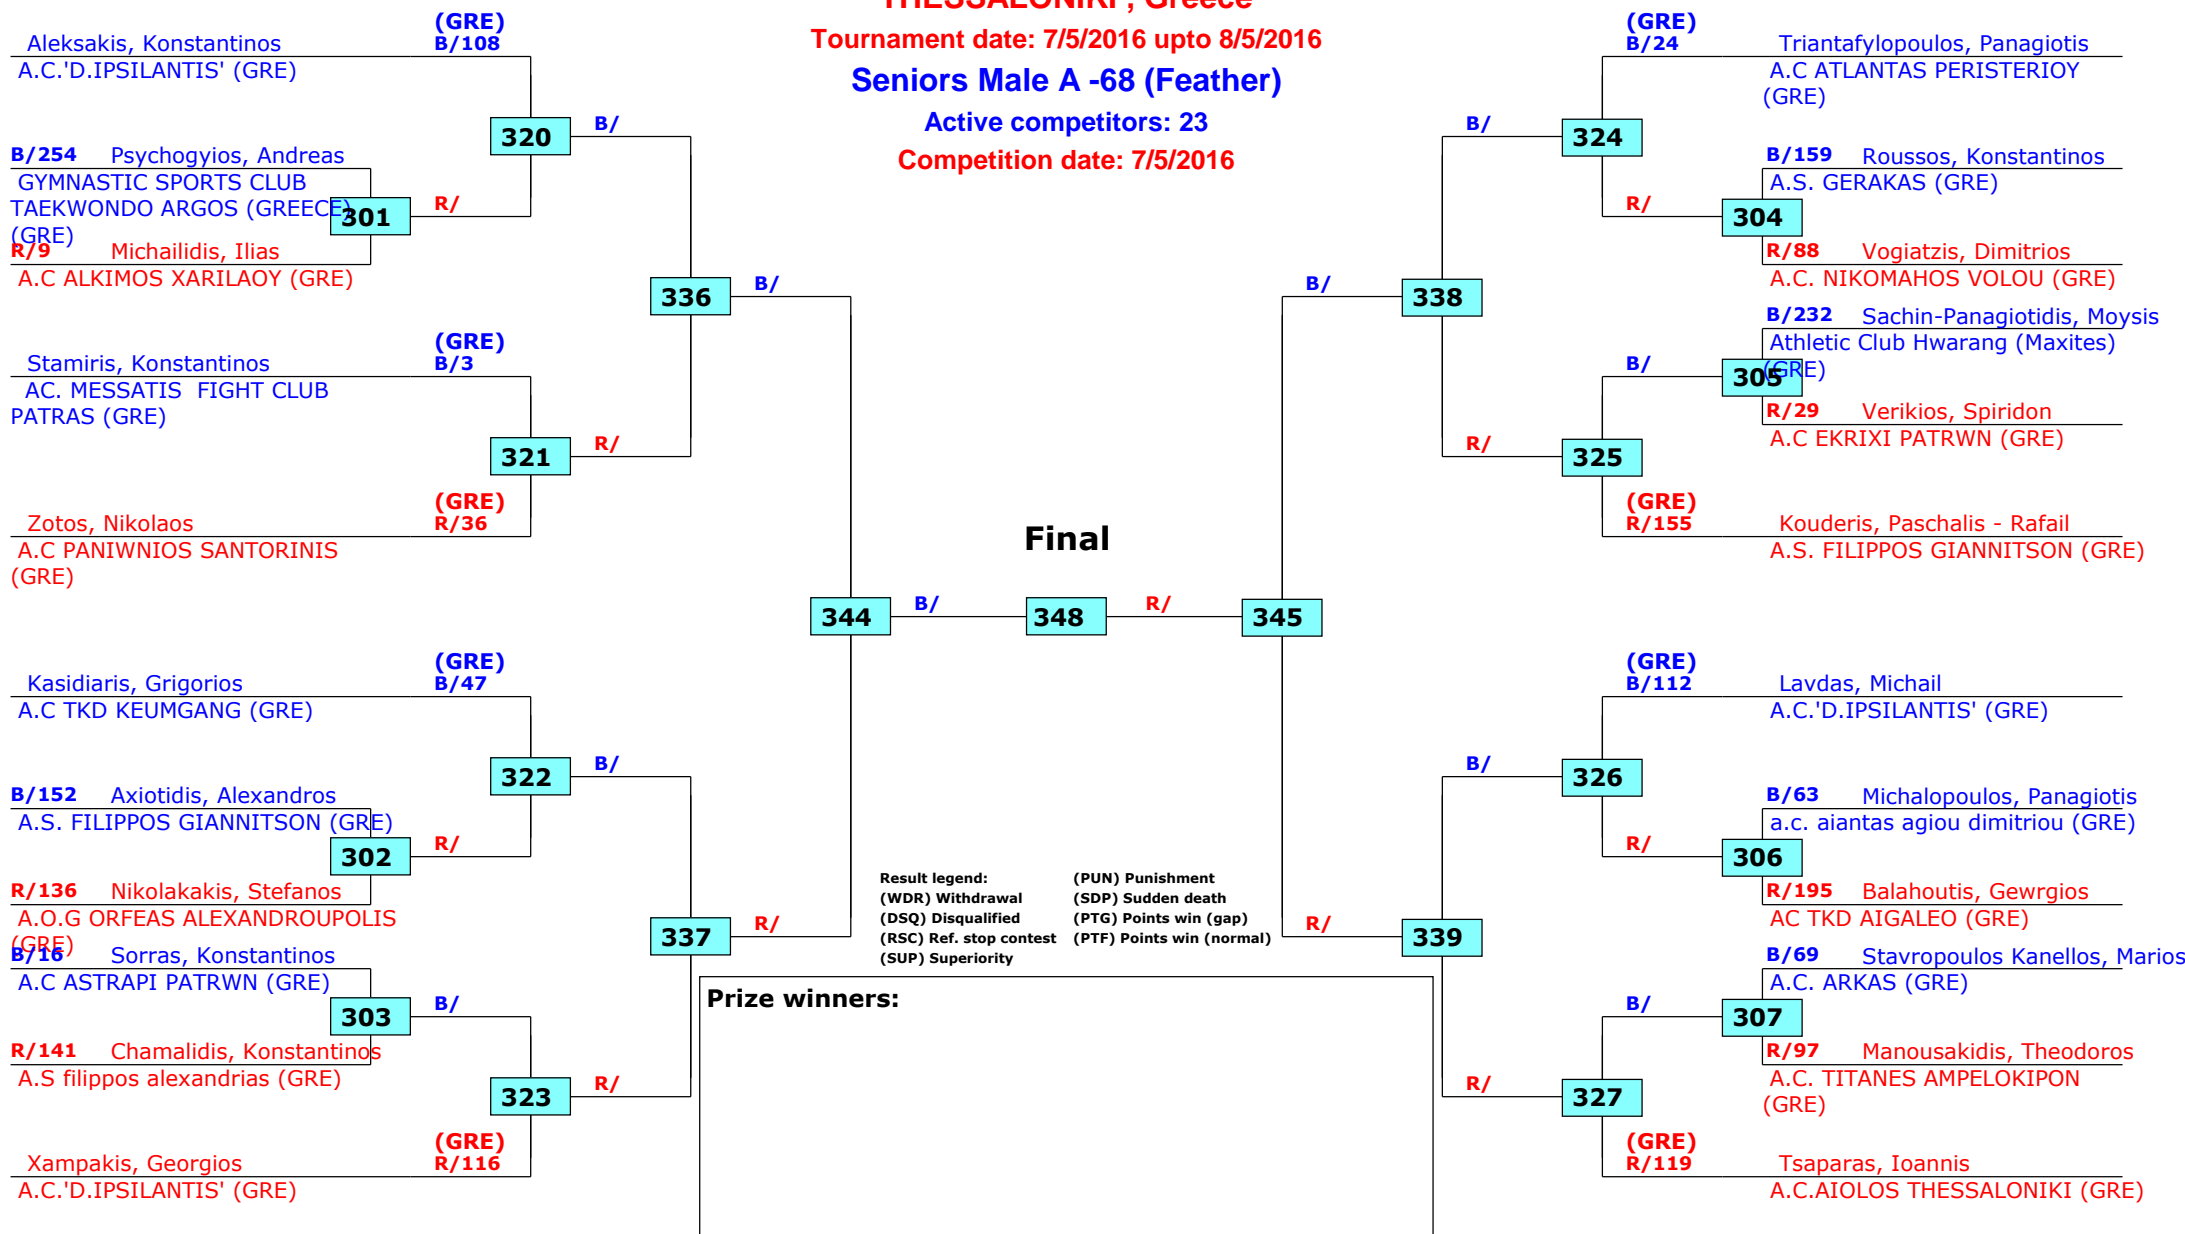 THESSALONIKI , Greece
Tournament date: 7/5/2016 upto 8/5/2016
Seniors Male A -68 (Feather)
Active competitors: 23
Competition date: 7/5/2016
(GRE)
Aleksakis, Konstantinos B/108
A.C.'D.IPSILANTIS' (GRE)
320
B/
B/254 Psychogyios, Andreas
GYMNASTIC SPORTS CLUB
TAEKWONDO ARGOS (GREECE)
(GRE)
301
R/
R/9 Michailidis, Ilias
A.C ALKIMOS XARILAOY (GRE)
336
B/
(GRE)
Stamiris, Konstantinos B/3
AC. MESSATIS FIGHT CLUB
PATRAS (GRE)
321
R/
(GRE)
Zotos, Nikolaos R/36
A.C PANIWNIOS SANTORINIS
(GRE)
344
B/
(GRE)
Kasidiaris, Grigorios B/47
A.C TKD KEUMGANG (GRE)
322
B/
B/152 Axiotidis, Alexandros
A.S. FILIPPOS GIANNITSON (GRE)
302
R/
R/136 Nikolakakis, Stefanos
A.O.G ORFEAS ALEXANDROUPOLIS
(GRE)
337
R/
B/16 Sorras, Konstantinos
A.C ASTRAPI PATRWN (GRE)
303
B/
R/141 Chamalidis, Konstantinos
A.S filippos alexandrias (GRE)
323
R/
(GRE)
Xampakis, Georgios R/116
A.C.'D.IPSILANTIS' (GRE)
Final
348
R/
345
(GRE)
B/24 Triantafylopoulos, Panagiotis
A.C ATLANTAS PERISTERIOY
(GRE)
B/
324
B/159 Roussos, Konstantinos
A.S. GERAKAS (GRE)
R/
304
R/88 Vogiatzis, Dimitrios
A.C. NIKOMAHOS VOLOU (GRE)
B/
338
B/232 Sachin-Panagiotidis, Moysis
Athletic Club Hwarang (Maxites)
(GRE)
B/
305
R/29 Verikios, Spiridon
A.C EKRIXI PATRWN (GRE)
R/
325
(GRE)
R/155 Kouderis, Paschalis - Rafail
A.S. FILIPPOS GIANNITSON (GRE)
(GRE)
B/112 Lavdas, Michail
A.C.'D.IPSILANTIS' (GRE)
B/
326
B/63 Michalopoulos, Panagiotis
a.c. aiantas agiou dimitriou (GRE)
R/
306
R/195 Balahoutis, Gewrgios
AC TKD AIGALEO (GRE)
R/
339
B/69 Stavropoulos Kanellos, Marios
A.C. ARKAS (GRE)
B/
307
R/97 Manousakidis, Theodoros
A.C. TITANES AMPELOKIPON
(GRE)
R/
327
(GRE)
R/119 Tsaparas, Ioannis
A.C.AIOLOS THESSALONIKI (GRE)
Result legend: (PUN) Punishment
(WDR) Withdrawal (SDP) Sudden death
(DSQ) Disqualified (PTG) Points win (gap)
(RSC) Ref. stop contest (PTF) Points win (normal)
(SUP) Superiority
Prize winners: